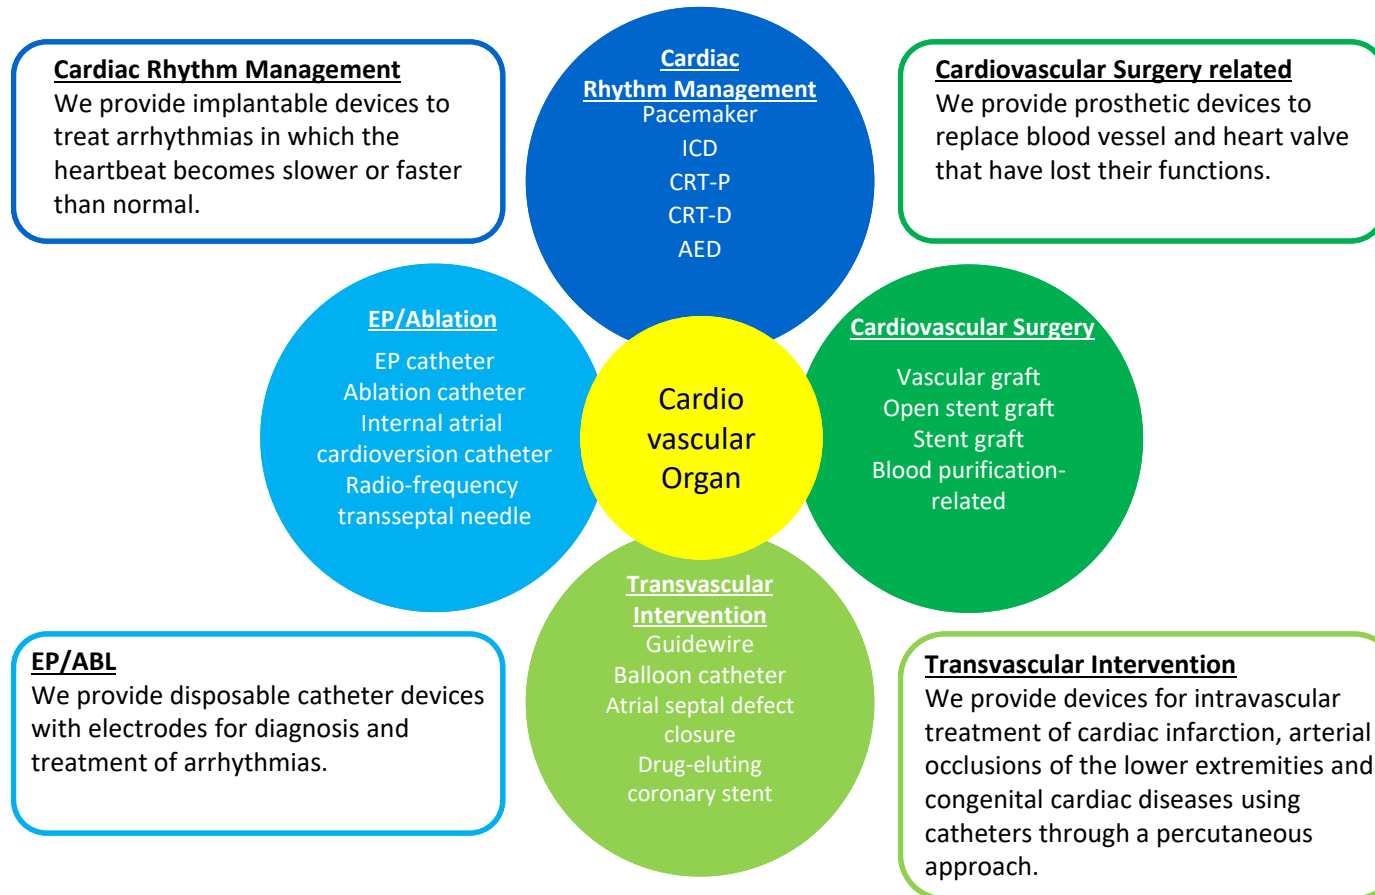 Cardiac Rhythm Management
We provide implantable devices to
treat arrhythmias in which the
heartbeat becomes slower or faster
than normal.
Cardiac
Rhythm Management
Pacemaker
ICD
CRT-P
CRT-D
AED
Cardiovascular Surgery related
We provide prosthetic devices to
replace blood vessel and heart valve
that have lost their functions.
EP/Ablation
EP catheter
Ablation catheter
Internal atrial
cardioversion catheter
Radio-frequency
transseptal needle
Cardio
vascular
Organ
Cardiovascular Surgery
Vascular graft
Open stent graft
Stent graft
Blood purification-
related
Transvascular
Intervention
Guidewire
Balloon catheter
Atrial septal defect
closure
Drug-eluting
coronary stent
EP/ABL
We provide disposable catheter devices
with electrodes for diagnosis and
treatment of arrhythmias.
Transvascular Intervention
We provide devices for intravascular
treatment of cardiac infarction, arterial
occlusions of the lower extremities and
congenital cardiac diseases using
catheters through a percutaneous
approach.